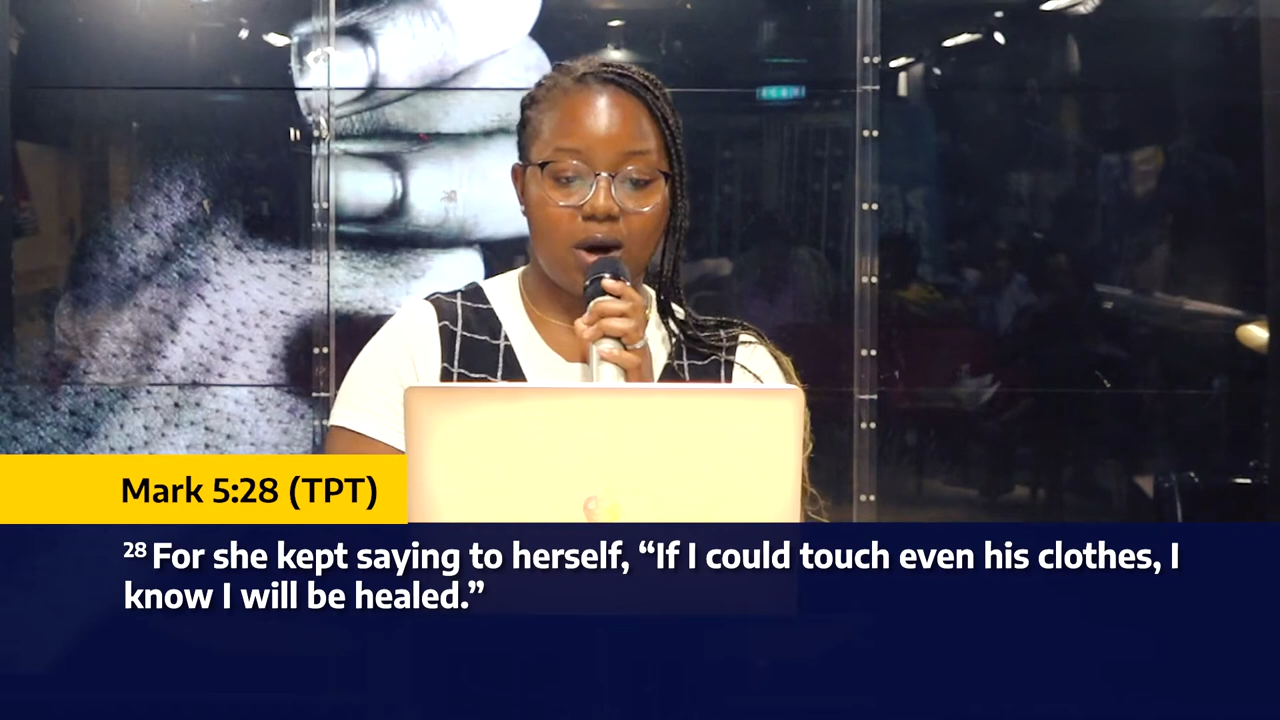 Mark 5:28 (TPT)
28 For she kept saying to herself, “If I could touch even his clothes, I
know I will be healed.”